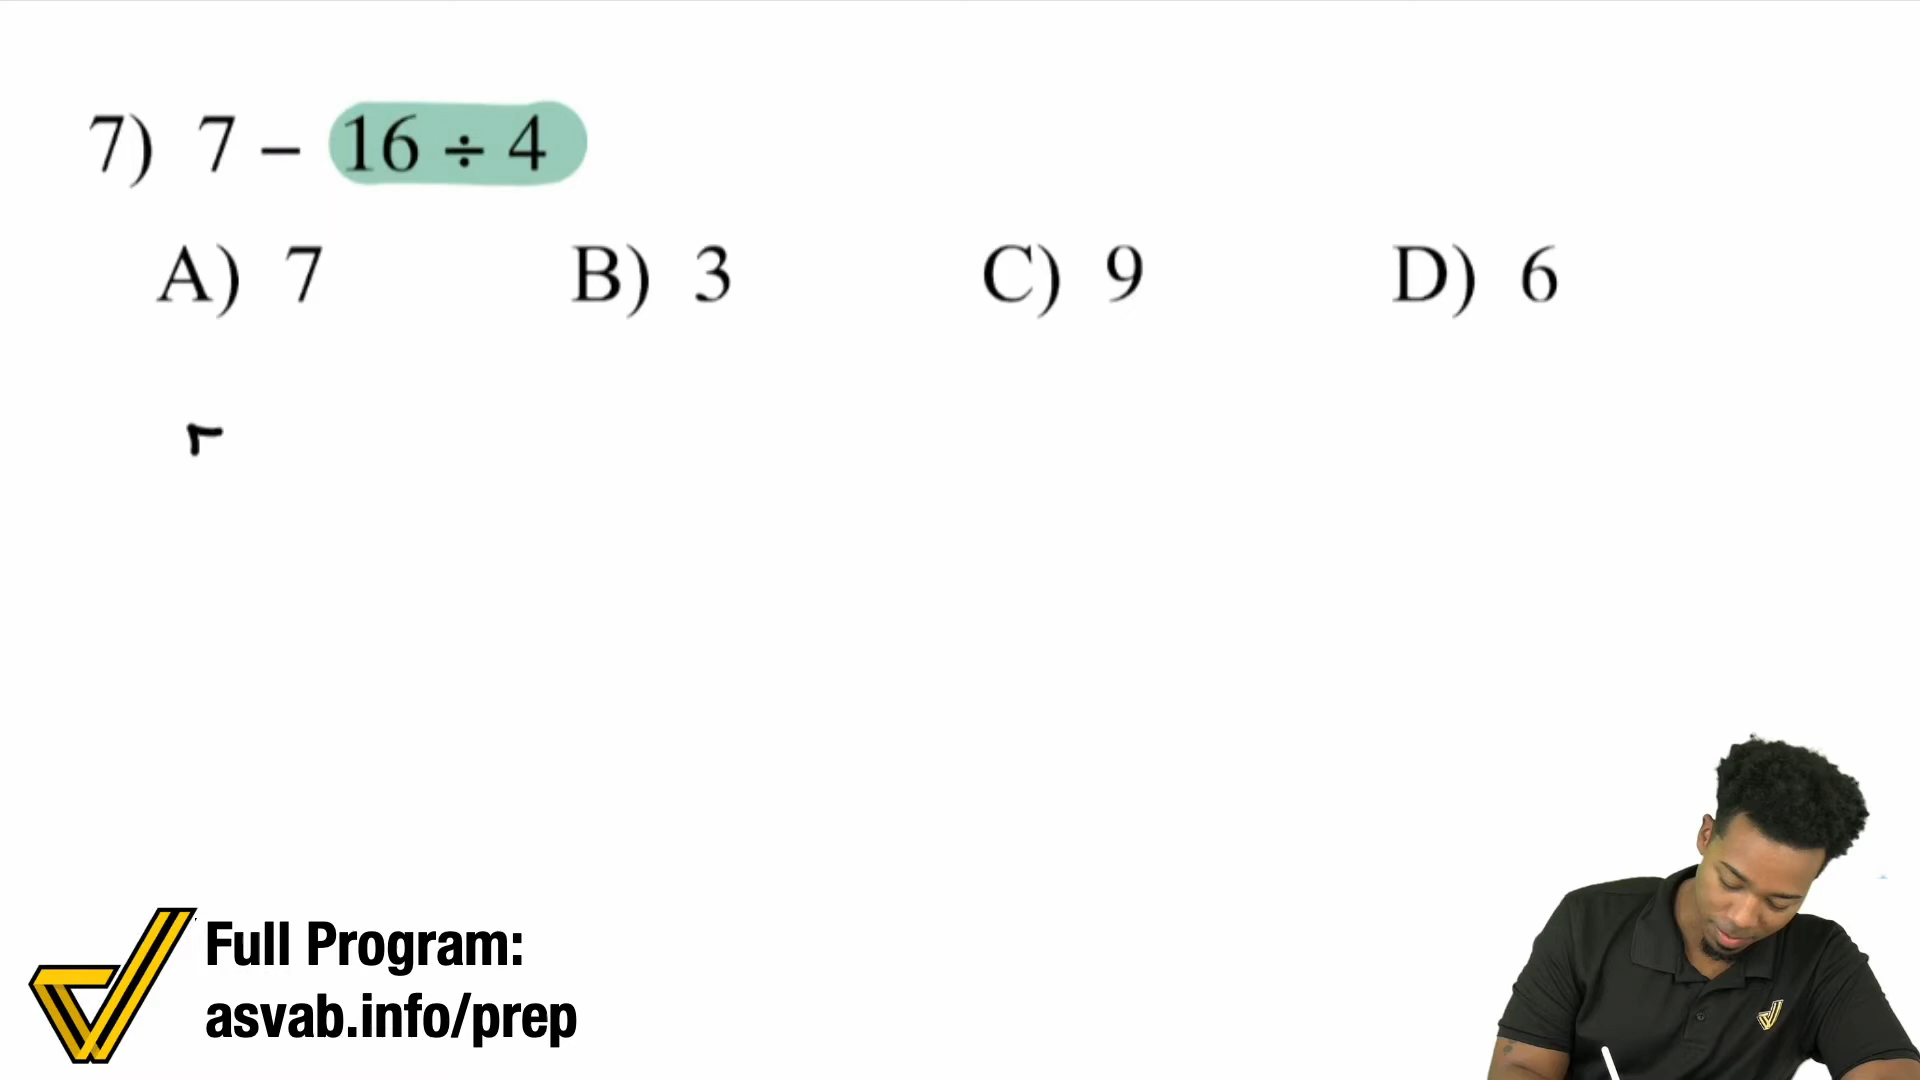 7) 7 – 16 ÷ 4
A) 7 B) 3 C) 9 D) 6
Full Program:
asvab.info/prep